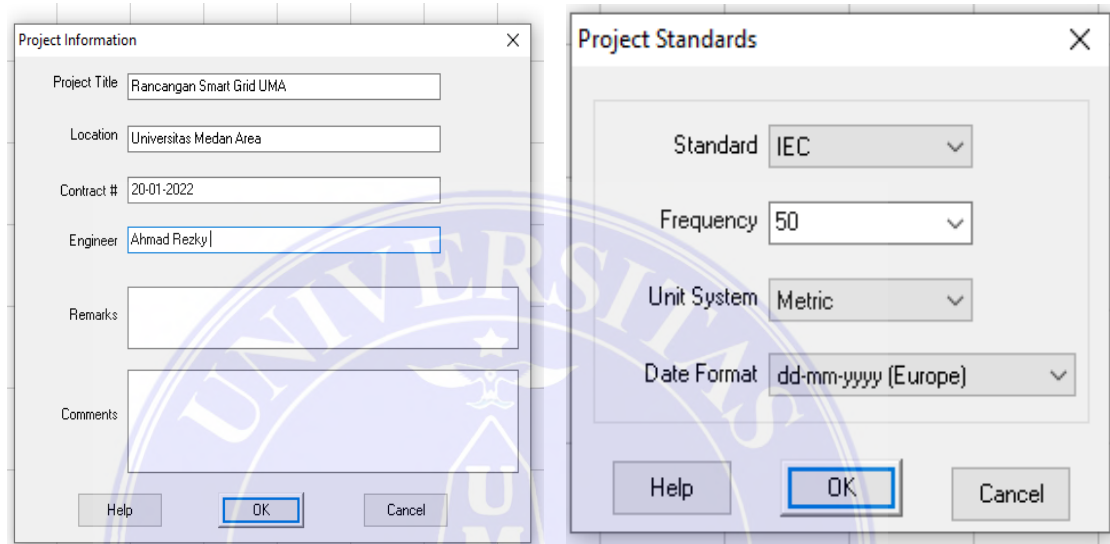 Project Information
Project Title Rancangan Smart Grid UMA
Location Universitas Medan Area
Contract # 20-01-2022
Engineer Ahmad Rezky
Remarks
Comments
Help OK Cancel
Project Standards
Standard IEC
Frequency 50
Unit System Metric
Date Format dd-mm-yyyy (Europe)
Help OK Cancel
UNIVERSITAS
U
M